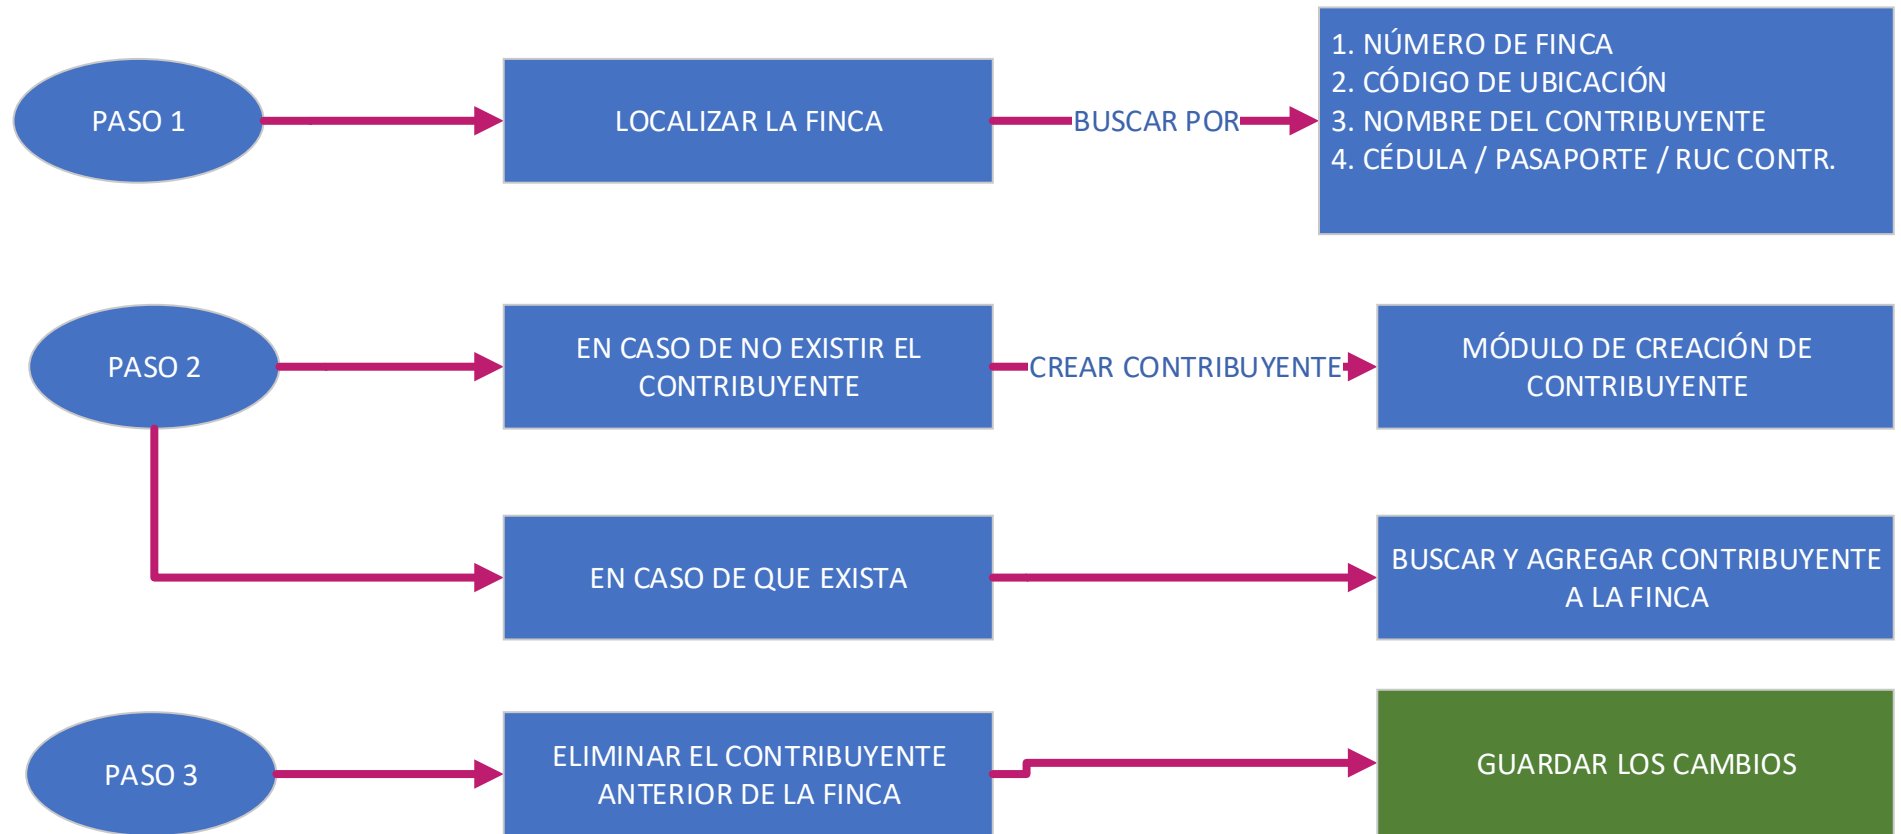 PASO 1
LOCALIZAR LA FINCA
BUSCAR POR
1. NÚMERO DE FINCA
2. CÓDIGO DE UBICACIÓN
3. NOMBRE DEL CONTRIBUYENTE
4. CÉDULA / PASAPORTE / RUC CONTR.
PASO 2
EN CASO DE NO EXISTIR EL
CONTRIBUYENTE
CREAR CONTRIBUYENTE
MÓDULO DE CREACIÓN DE
CONTRIBUYENTE
EN CASO DE QUE EXISTA
BUSCAR Y AGREGAR CONTRIBUYENTE
A LA FINCA
PASO 3
ELIMINAR EL CONTRIBUYENTE
ANTERIOR DE LA FINCA
GUARDAR LOS CAMBIOS